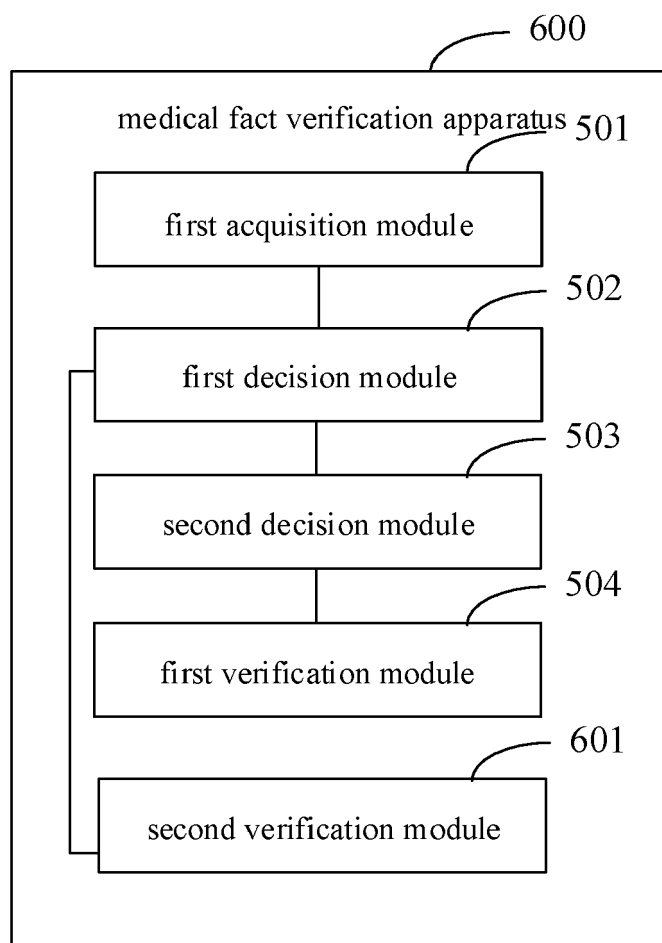 600
medical fact verification apparatus
501
first acquisition module
502
first decision module
503
second decision module
504
first verification module
601
second verification module